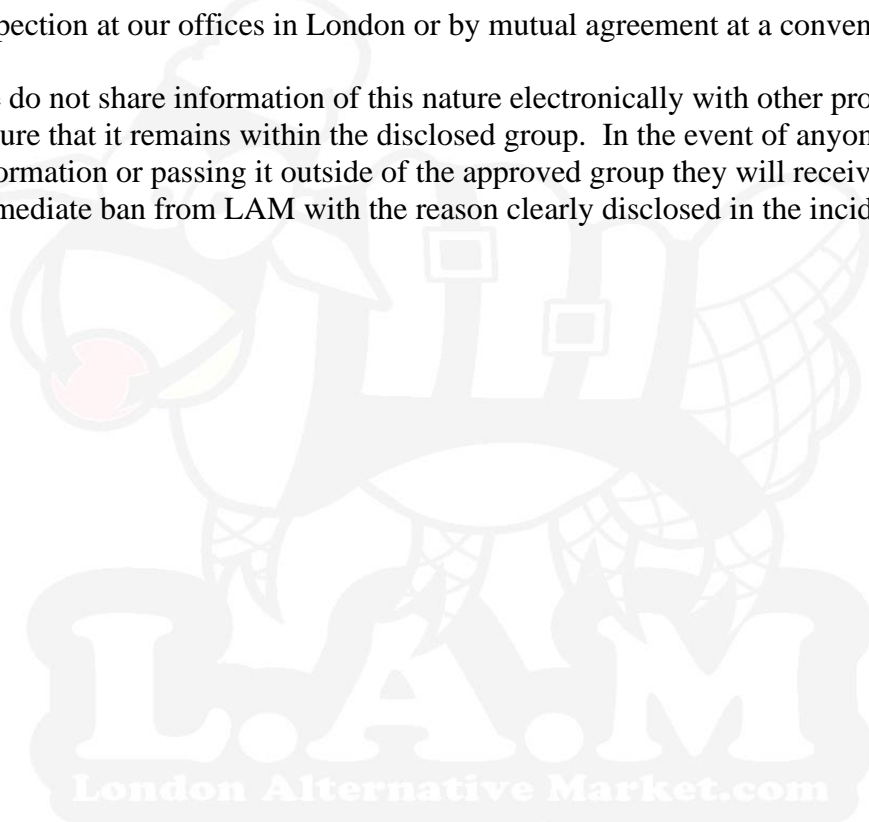 pection at our offices in London or by mutual agreement at a conven
do not share information of this nature electronically with other pro
ure that it remains within the disclosed group.  In the event of anyon
ormation or passing it outside of the approved group they will receiv
mediate ban from LAM with the reason clearly disclosed in the incid
L.A.M
London Alternative Market.com